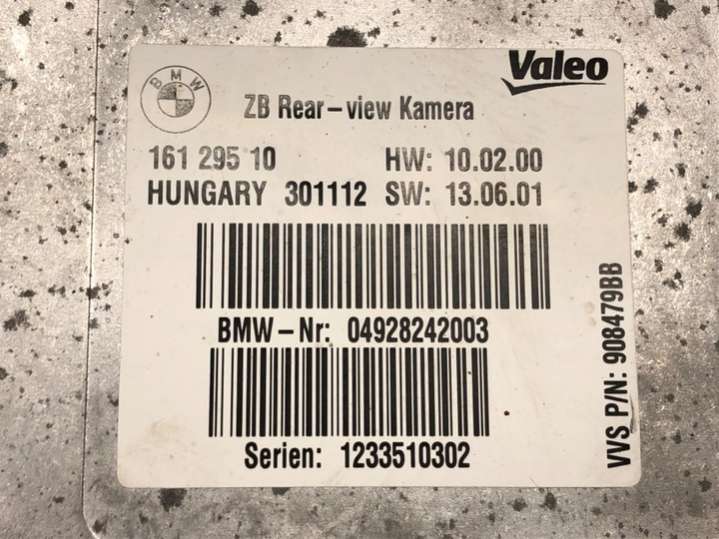 BMW
Valeo
ZB Rear-view Kamera
161 295 10 HW: 10.02.00
HUNGARY 301112 SW: 13.06.01
BMW-Nr: 04928242003
Serien: 1233510302
VVS P/N: 908479BB